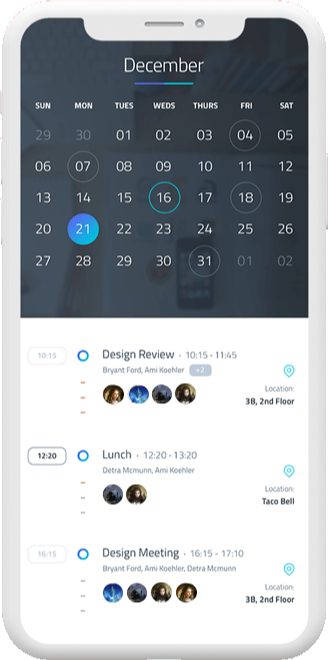 December
SUN MON TUES WEDS THURS FRI SAT
29 30 01 02 03 04 05
06 07 08 09 10 11 12
13 14 15 16 17 18 19
20 21 22 23 24 25 26
27 28 29 30 31 01 02
10:15 Design Review · 10:15 - 11:45
Bryant Ford, Ami Koehler +2
Location:
3B, 2nd Floor
12:20 Lunch · 12:20 - 13:20
Detra Mcmunn, Ami Koehler
Location:
Taco Bell
16:15 Design Meeting · 16:15 - 17:10
Bryant Ford, Ami Koehler, Detra Mcmunn
Location:
3B, 2nd Floor